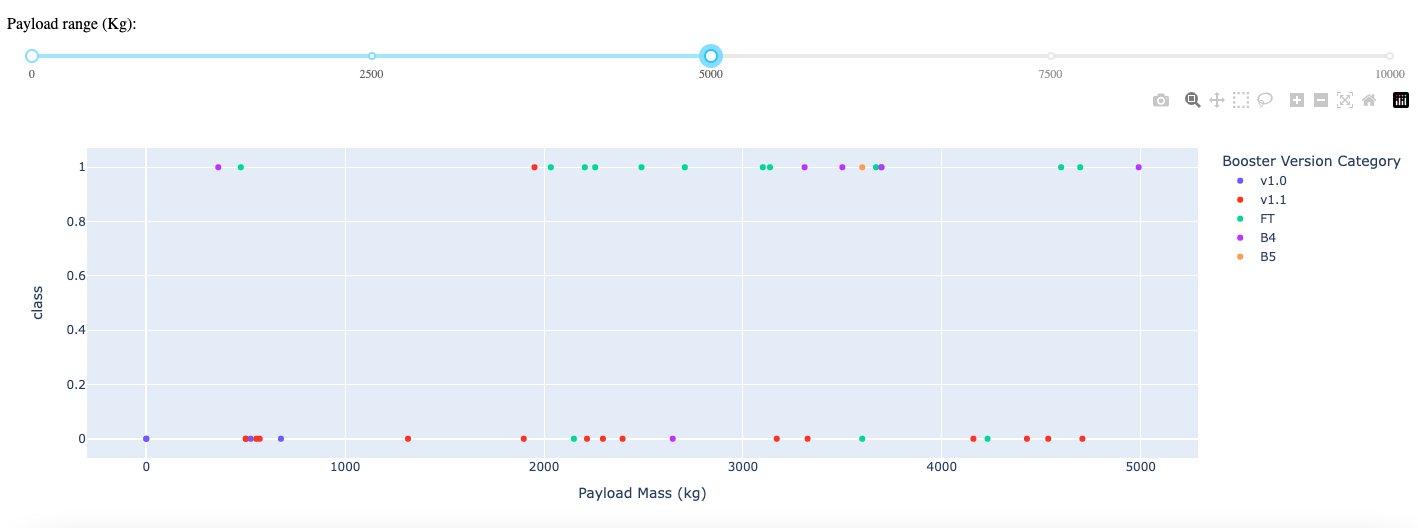 Payload range (Kg):
0 2500 5000 7500 10000
Booster Version Category
v1.0
v1.1
FT
B4
B5
class
1
0.8
0.6
0.4
0.2
0
0 1000 2000 3000 4000 5000
Payload Mass (kg)